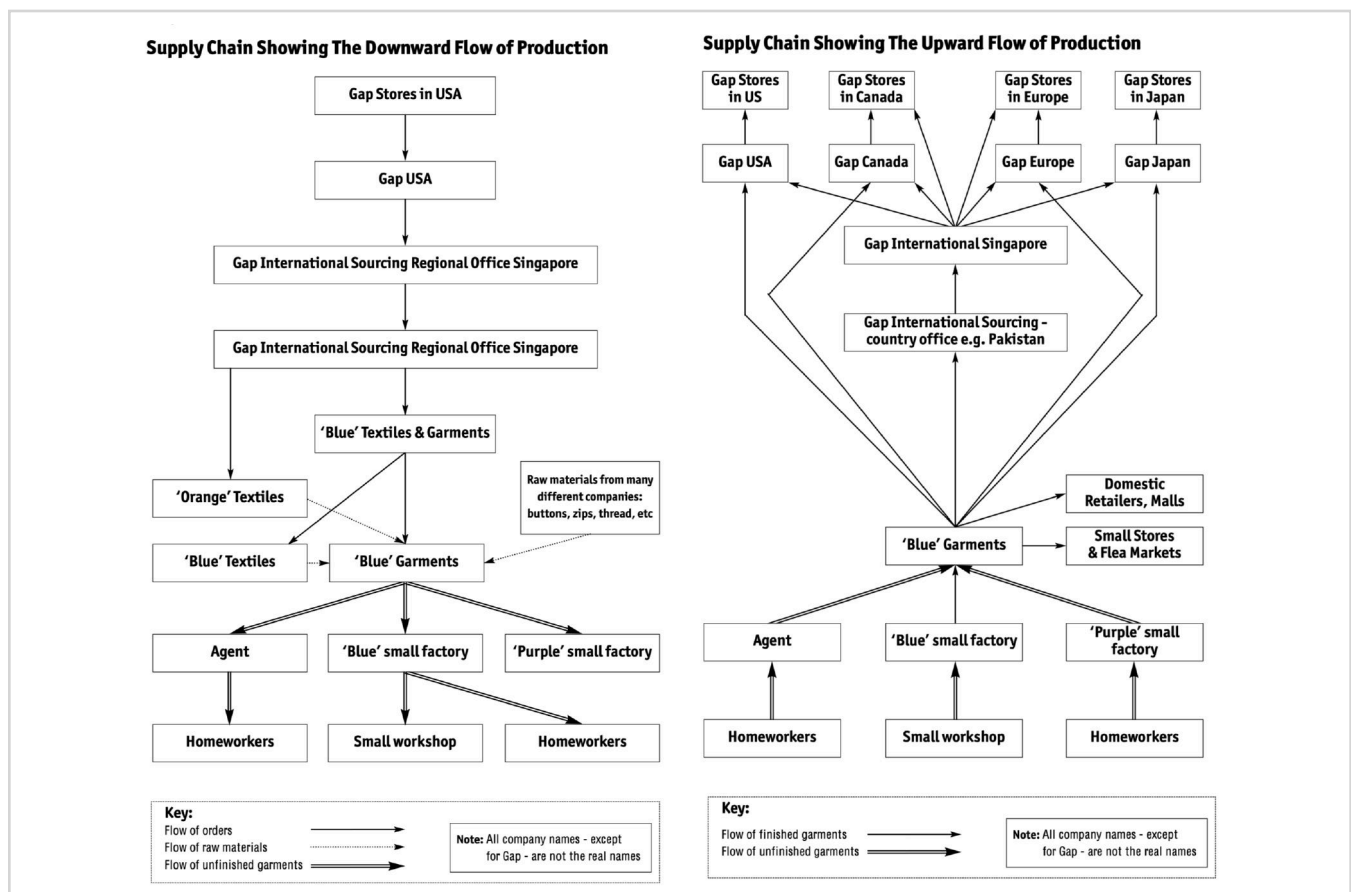 Supply Chain Showing The Downward Flow of Production
Gap Stores in USA
Gap USA
Gap International Sourcing Regional Office Singapore
Gap International Sourcing Regional Office Singapore
‘Blue’ Textiles & Garments
Raw materials from many
different companies:
buttons, zips, thread, etc
‘Orange’ Textiles
‘Blue’ Textiles
‘Blue’ Garments
Agent
‘Blue’ small factory
‘Purple’ small factory
Homeworkers
Small workshop
Homeworkers
Key:
Flow of orders
Flow of raw materials
Flow of unfinished garments
Note: All company names - except
for Gap - are not the real names
Supply Chain Showing The Upward Flow of Production
Gap Stores
in US
Gap Stores
in Canada
Gap Stores
in Europe
Gap Stores
in Japan
Gap USA
Gap Canada
Gap Europe
Gap Japan
Gap International Singapore
Gap International Sourcing -
country office e.g. Pakistan
Domestic
Retailers, Malls
‘Blue’ Garments
Small Stores
& Flea Markets
Agent
‘Blue’ small factory
‘Purple’ small
factory
Homeworkers
Small workshop
Homeworkers
Key:
Flow of finished garments
Flow of unfinished garments
Note: All company names - except
for Gap - are not the real names